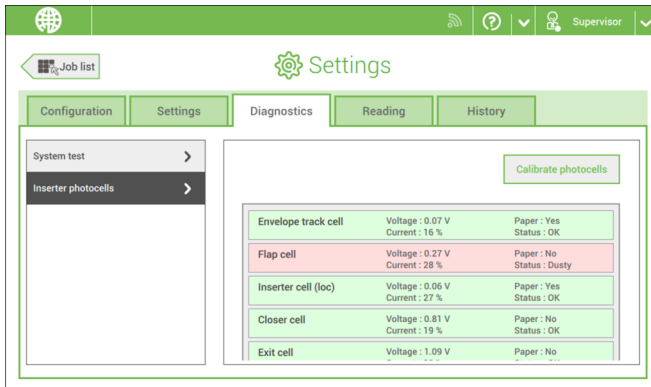 Supervisor
Job list
Settings
Configuration
Settings
Diagnostics
Reading
History
System test
Inserter photocells
Calibrate photocells
Envelope track cell
Voltage : 0.07 V
Paper : Yes
Current : 16 %
Status : OK
Flap cell
Voltage : 0.27 V
Paper : No
Current : 28 %
Status : Dusty
Inserter cell (loc)
Voltage : 0.06 V
Paper : Yes
Current : 27 %
Status : OK
Closer cell
Voltage : 0.81 V
Paper : No
Current : 19 %
Status : OK
Exit cell
Voltage : 1.09 V
Paper : No